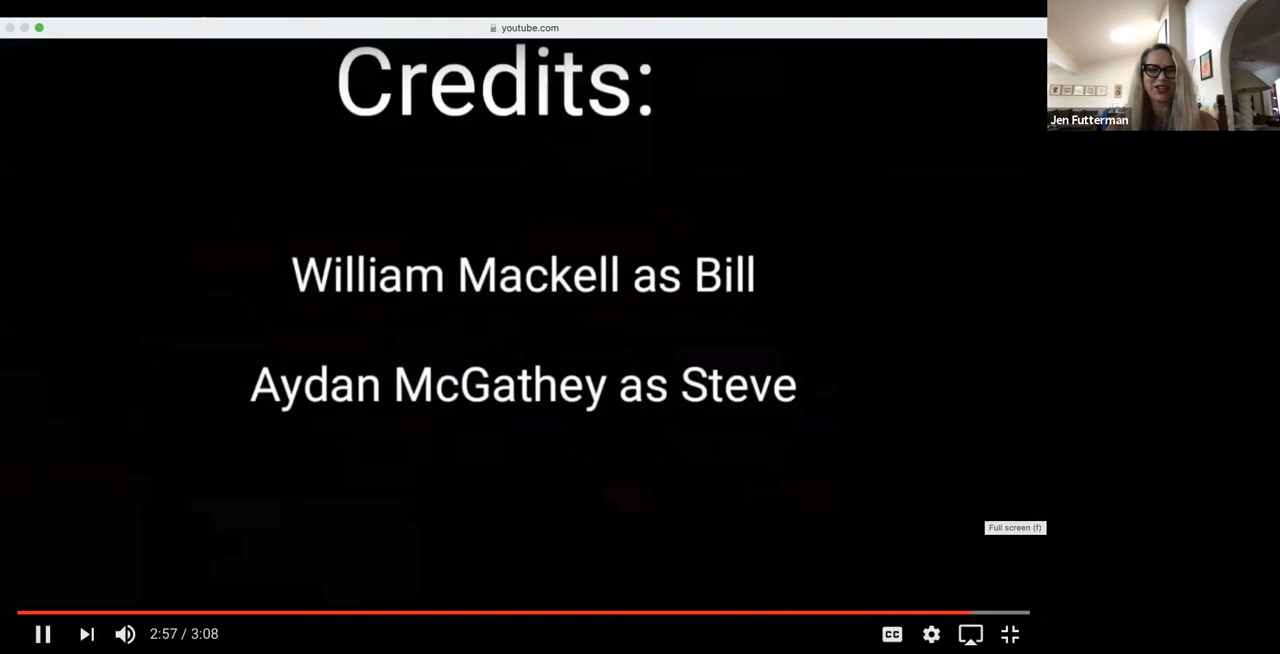 youtube.com
Credits:
Jen Futterman
William Mackell as Bill
Aydan McGathey as Steve
Full screen (f)
2:57 / 3:08
CC